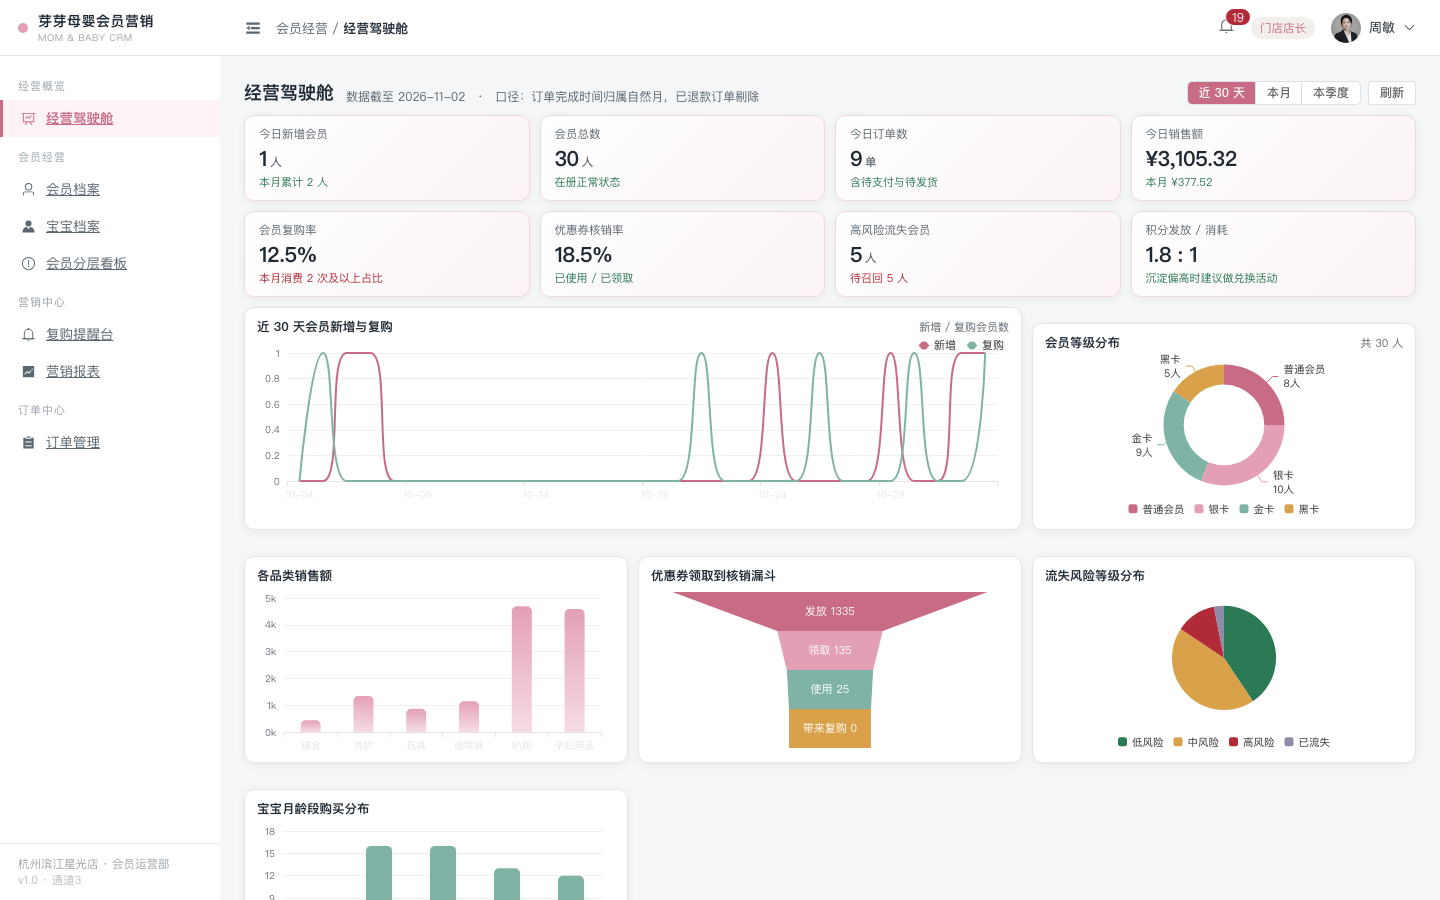 芽芽母婴会员营销
MOM & BABY CRM
会员经营 / 经营驾驶舱
19
门店店长
周敏
经营概览
经营驾驶舱
会员经营
会员档案
宝宝档案
会员分层看板
营销中心
复购提醒台
营销报表
订单中心
订单管理
杭州滨江星光店 · 会员运营部
v1.0 · 通道3
经营驾驶舱 数据截至 2026-11-02 · 口径：订单完成时间归属自然月，已退款订单剔除
近 30 天 本月 本季度 刷新
今日新增会员
1 人
本月累计 2 人
会员总数
30 人
在册正常状态
今日订单数
9 单
含待支付与待发货
今日销售额
¥3,105.32
本月 ¥377.52
会员复购率
12.5%
本月消费 2 次及以上占比
优惠券核销率
18.5%
已使用 / 已领取
高风险流失会员
5 人
待召回 5 人
积分发放 / 消耗
1.8 : 1
沉淀偏高时建议做兑换活动
近 30 天会员新增与复购
新增 / 复购会员数
新增 复购
1
0.8
0.6
0.4
0.2
0
10-04 10-09 10-14 10-19 10-24 10-29
会员等级分布
共 30 人
黑卡
5人
普通会员
8人
金卡
9人
银卡
10人
普通会员 银卡 金卡 黑卡
各品类销售额
5k
4k
3k
2k
1k
0k
辅食 洗护 玩具 纸尿裤 奶粉 孕妇用品
优惠券领取到核销漏斗
发放 1335
领取 135
使用 25
带来复购 0
流失风险等级分布
低风险 中风险 高风险 已流失
宝宝月龄段购买分布
18
15
12
9